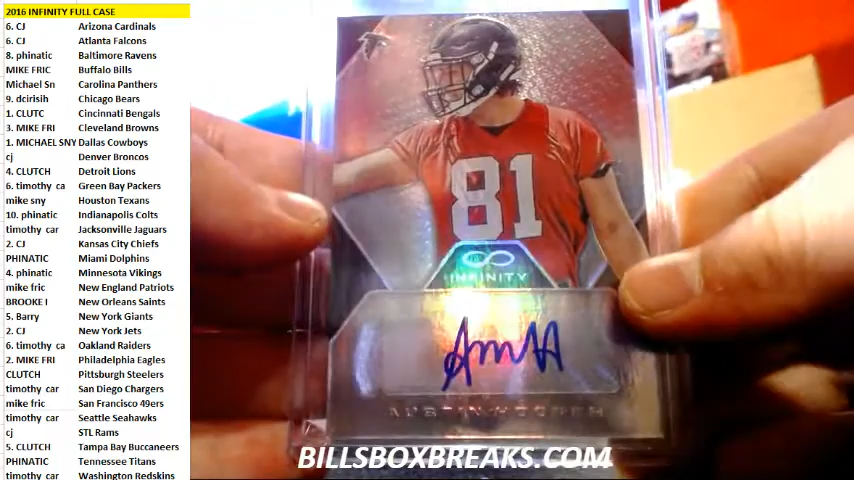 2016 INFINITY FULL CASE
6. CJ Arizona Cardinals
6. CJ Atlanta Falcons
8. phinatic Baltimore Ravens
MIKE FRIC Buffalo Bills
Michael Sn Carolina Panthers
9. dcirisih Chicago Bears
1. CLUTC Cincinnati Bengals
3. MIKE FRI Cleveland Browns
1. MICHAEL SNY Dallas Cowboys
cj Denver Broncos
4. CLUTCH Detroit Lions
6. timothy ca Green Bay Packers
mike sny Houston Texans
10. phinatic Indianapolis Colts
timothy car Jacksonville Jaguars
2. CJ Kansas City Chiefs
PHINATIC Miami Dolphins
4. phinatic Minnesota Vikings
mike fric New England Patriots
BROOKE I New Orleans Saints
5. Barry New York Giants
2. CJ New York Jets
6. timothy ca Oakland Raiders
2. MIKE FRI Philadelphia Eagles
CLUTCH Pittsburgh Steelers
timothy car San Diego Chargers
mike fric San Francisco 49ers
timothy car Seattle Seahawks
cj STL Rams
5. CLUTCH Tampa Bay Buccaneers
PHINATIC Tennessee Titans
timothy car Washington Redskins
81
INFINITY
AUSTIN HOOPER
BILLSBOXBREAKS.COM